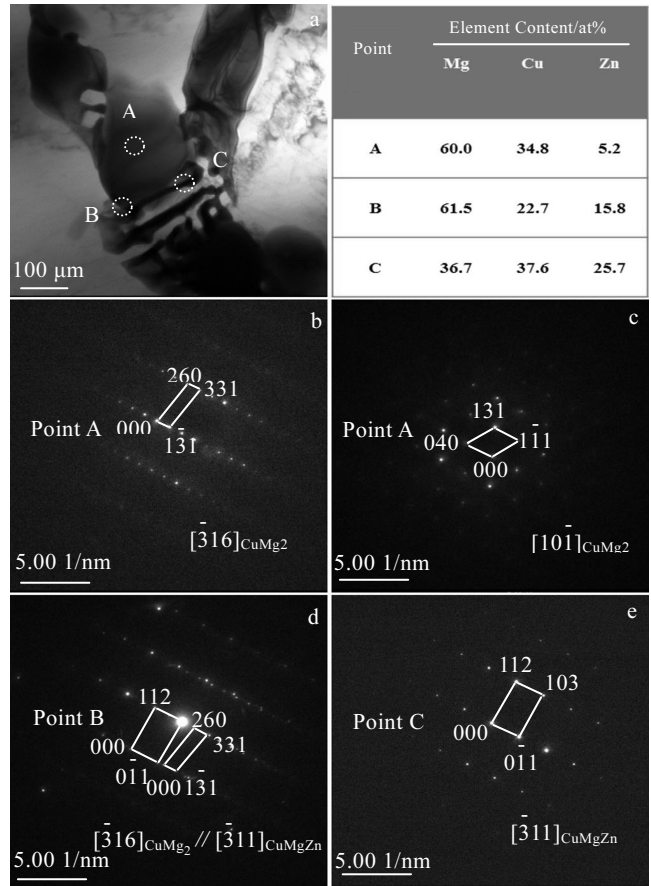 a
A
B
C
100 μm
Point
Element Content/at%
Mg Cu Zn
A 60.0 34.8 5.2
B 61.5 22.7 15.8
C 36.7 37.6 25.7
b
260
331
000
13̄1
Point A
[3̄16]CuMg2
5.00 1/nm
c
131
Point A
040
11̄1
000
[101̄]CuMg2
5.00 1/nm
d
112
260
Point B
331
000
01̄1
000
13̄1
[3̄16]CuMg₂ // [3̄11]CuMgZn
5.00 1/nm
e
112
103
Point C
000
01̄1
[3̄11]CuMgZn
5.00 1/nm